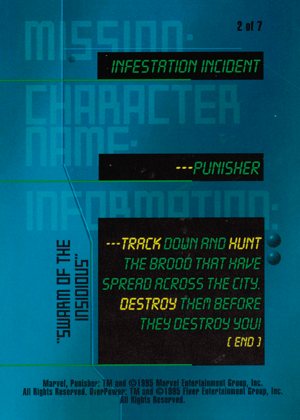 2 of 7
MISSION:
INFESTATION INCIDENT
CHARACTER
NAME:
---PUNISHER
INFORMATION:
---TRACK DOWN AND HUNT
THE BROOD THAT HAVE
SPREAD ACROSS THE CITY.
DESTROY THEM BEFORE
THEY DESTROY YOU!
( END )
"SWARM OF THE
INSIDIOUS"
Marvel, Punisher: TM and ©1995 Marvel Entertainment Group, Inc.
All Rights Reserved. OverPower: TM and ©1995 Fleer Entertainment Group, Inc.
All Rights Reserved.